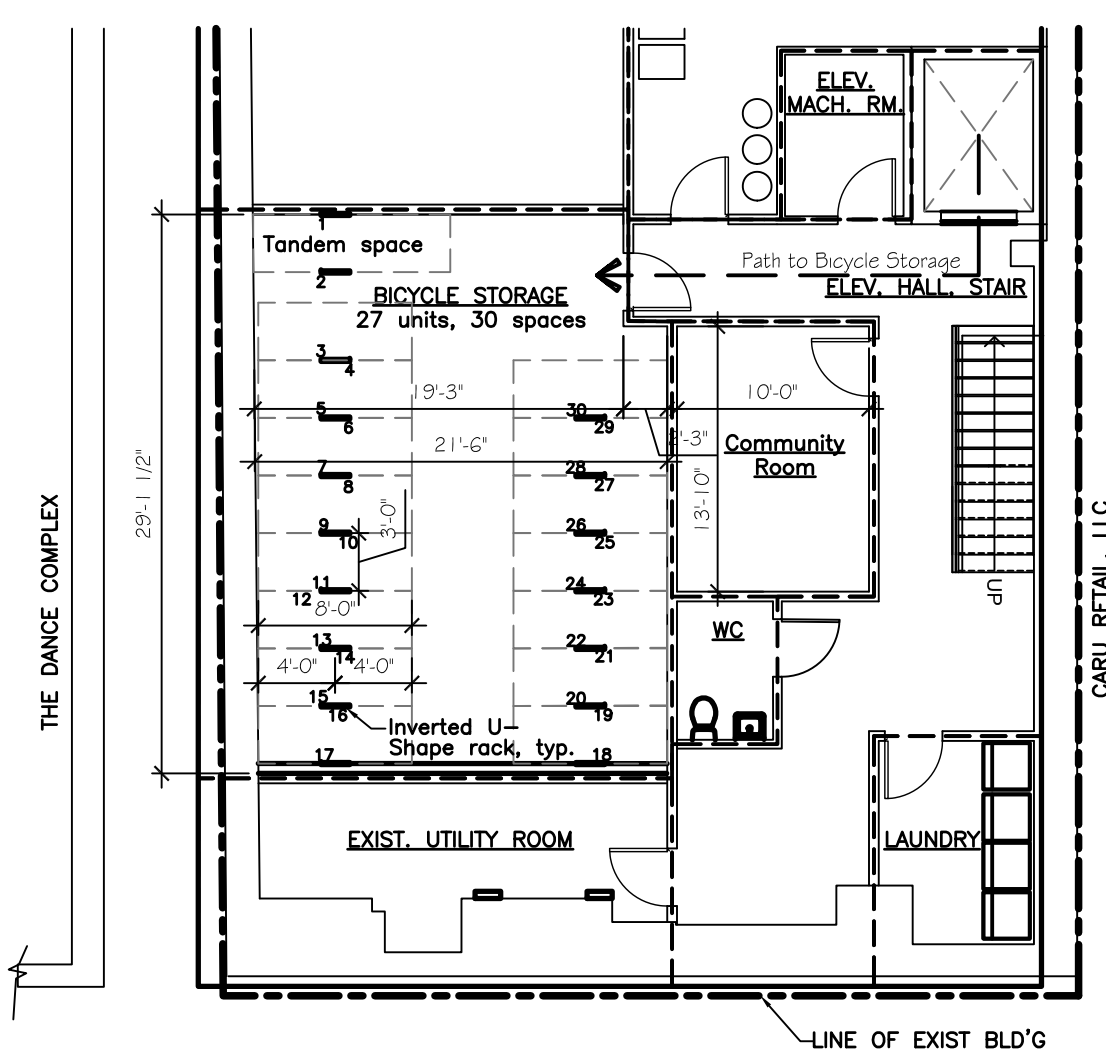 ELEV.
MACH. RM.
1
Tandem space
2
Path to Bicycle Storage
ELEV. HALL, STAIR
BICYCLE STORAGE
27 units, 30 spaces
3
4
19'-3"
10'-0"
5
6
30
29
21'-6"
Community
Room
7
8
28
27
29'-1 1/2"
13'-10"
3'-0"
9
10
26
25
11
12
24
23
8'-0"
UP
THE DANCE COMPLEX
CARU RETAIL, LLC
13
14
22
21
WC
4'-0"
4'-0"
15
16
20
19
Inverted U-
Shape rack, typ.
17
18
EXIST. UTILITY ROOM
LAUNDRY
LINE OF EXIST BLD'G